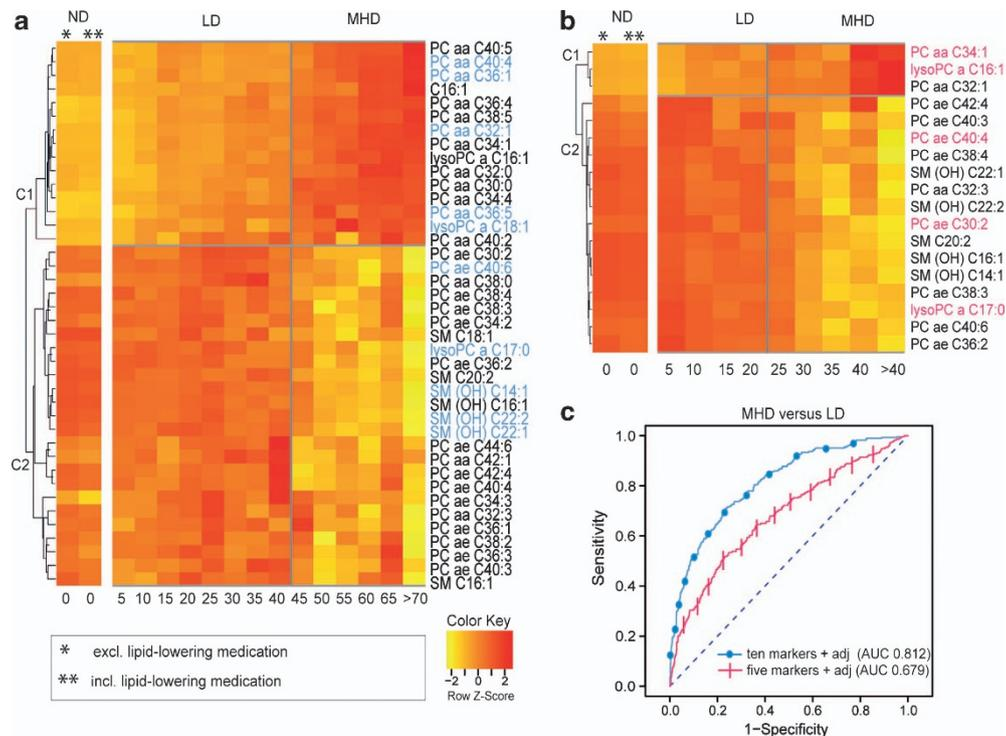 a
ND
LD
MHD
* **
PC aa C40:5
PC aa C40:4
PC aa C36:1
C16:1
PC aa C36:4
PC aa C38:5
PC aa C32:1
PC aa C34:1
lysoPC a C16:1
PC aa C32:0
PC aa C30:0
PC aa C34:4
PC aa C36:5
lysoPC a C18:1
PC aa C40:2
PC ae C30:2
PC ae C40:6
PC aa C38:0
PC ae C38:4
PC ae C38:3
PC ae C34:2
SM C18:1
lysoPC a C17:0
PC ae C36:2
SM C20:2
SM (OH) C14:1
SM (OH) C16:1
SM (OH) C22:2
SM (OH) C22:1
PC ae C44:6
PC aa C42:1
PC ae C42:4
PC ae C40:4
PC ae C34:3
PC aa C32:3
PC ae C36:1
PC ae C38:2
PC ae C36:3
PC ae C40:3
SM C16:1
C1
C2
0 0 5 10 15 20 25 30 35 40 45 50 55 60 65 >70
* excl. lipid-lowering medication
** incl. lipid-lowering medication
Color Key
−2 0 2
Row Z-Score
b
ND
LD
MHD
* **
C1
C2
PC aa C34:1
lysoPC a C16:1
PC aa C32:1
PC ae C42:4
PC ae C40:3
PC ae C40:4
PC ae C38:4
SM (OH) C22:1
PC aa C32:3
SM (OH) C22:2
PC ae C30:2
SM C20:2
SM (OH) C16:1
SM (OH) C14:1
PC ae C38:3
lysoPC a C17:0
PC ae C40:6
PC ae C36:2
0 0 5 10 15 20 25 30 35 40 >40
c
MHD versus LD
Sensitivity
1.0
0.8
0.6
0.4
0.2
0.0
ten markers + adj (AUC 0.812)
five markers + adj (AUC 0.679)
0.0 0.2 0.4 0.6 0.8 1.0
1−Specificity